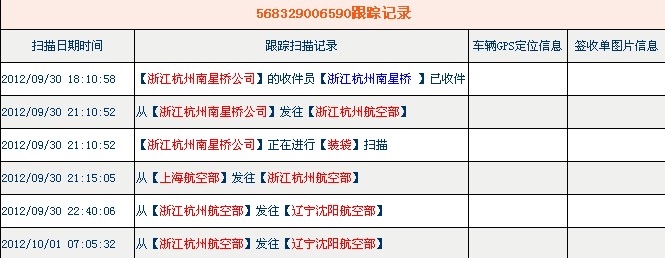 568329006590跟踪记录
扫描日期时间 跟踪扫描记录 车辆GPS定位信息 签收单图片信息
2012/09/30 18:10:58 【浙江杭州南星桥公司】的收件员【浙江杭州南星桥 】已收件
2012/09/30 21:10:52 从【浙江杭州南星桥公司】发往【浙江杭州航空部】
2012/09/30 21:10:52 【浙江杭州南星桥公司】正在进行【装袋】扫描
2012/09/30 21:15:05 从【上海航空部】发往【浙江杭州航空部】
2012/09/30 22:40:06 从【浙江杭州航空部】发往【辽宁沈阳航空部】
2012/10/01 07:05:32 从【浙江杭州航空部】发往【辽宁沈阳航空部】